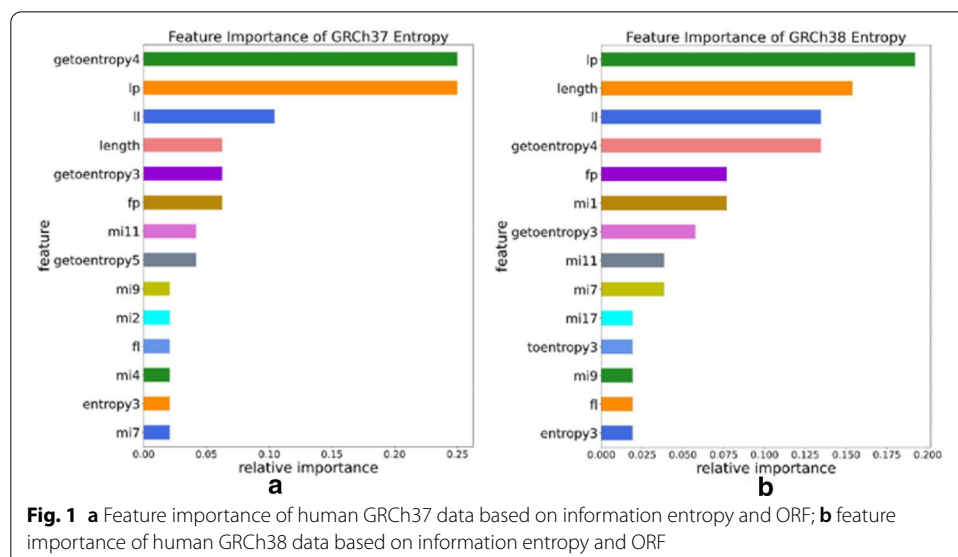 Feature Importance of GRCh37 Entropy
getoentropy4
lp
ll
length
getoentropy3
fp
mi11
getoentropy5
mi9
mi2
fl
mi4
entropy3
mi7
feature
0.00 0.05 0.10 0.15 0.20 0.25
relative importance
a
Feature Importance of GRCh38 Entropy
lp
length
ll
getoentropy4
fp
mi1
getoentropy3
mi11
mi7
mi17
toentropy3
mi9
fl
entropy3
feature
0.000 0.025 0.050 0.075 0.100 0.125 0.150 0.175 0.200
relative importance
b
Fig. 1 a Feature importance of human GRCh37 data based on information entropy and ORF; b feature
importance of human GRCh38 data based on information entropy and ORF